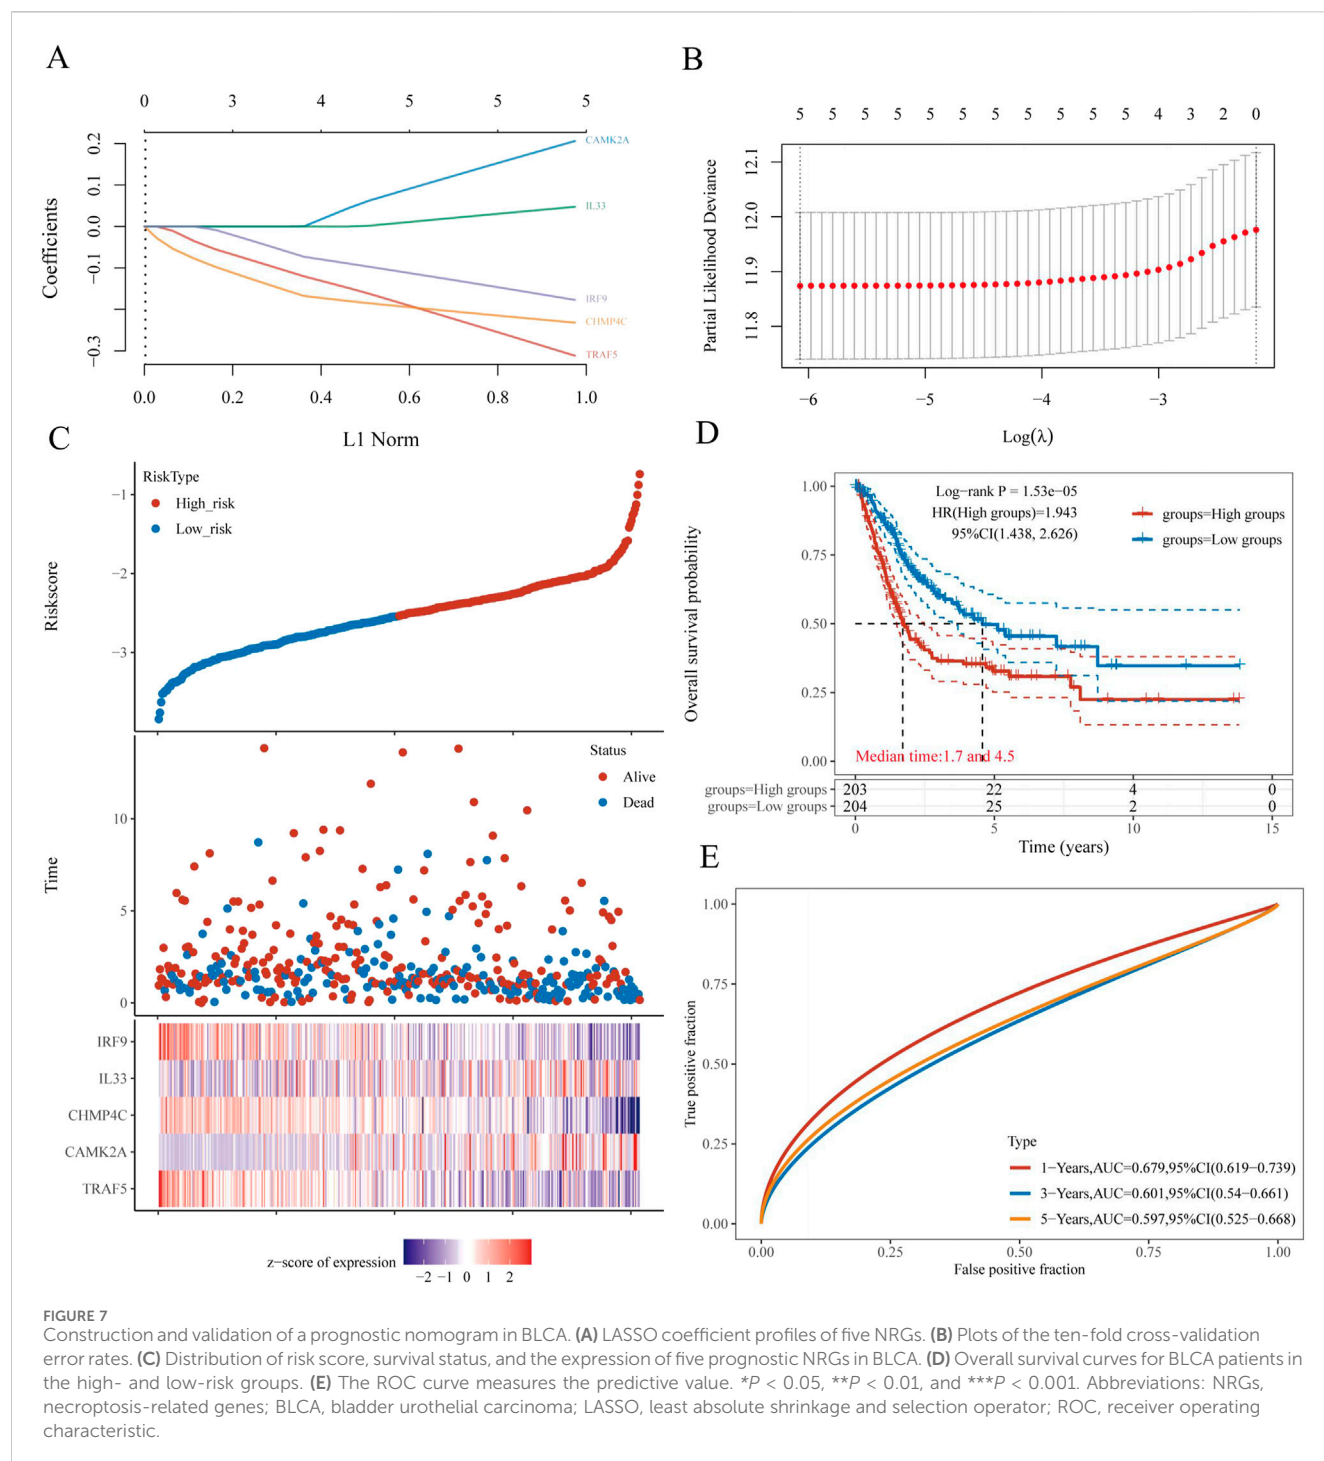 A
0 3 4 5 5 5
Coefficients
0.2
0.1
0.0
−0.1
−0.3
CAMK2A
IL33
IRF9
CHMP4C
TRAF5
0.0 0.2 0.4 0.6 0.8 1.0
L1 Norm
B
5 5 5 5 5 5 5 5 5 5 5 4 3 2 0
Partial Likelihood Deviance
12.1
12.0
11.9
11.8
−6 −5 −4 −3
Log(λ)
C
RiskType
High_risk
Low_risk
Riskscore
−1
−2
−3
Status
Alive
Dead
Time
10
5
0
IRF9
IL33
CHMP4C
CAMK2A
TRAF5
z−score of expression
−2 −1 0 1 2
D
Overall survival probability
1.00
0.75
0.50
0.25
0.00
Log−rank P = 1.53e−05
HR(High groups)=1.943
95%CI(1.438, 2.626)
groups=High groups
groups=Low groups
Median time:1.7 and 4.5
groups=High groups 203 22 4 0
groups=Low groups 204 25 2 0
0 5 10 15
Time (years)
E
True positive fraction
1.00
0.75
0.50
0.25
0.00
Type
1−Years,AUC=0.679,95%CI(0.619−0.739)
3−Years,AUC=0.601,95%CI(0.54−0.661)
5−Years,AUC=0.597,95%CI(0.525−0.668)
0.00 0.25 0.50 0.75 1.00
False positive fraction
FIGURE 7
Construction and validation of a prognostic nomogram in BLCA. (A) LASSO coefficient profiles of five NRGs. (B) Plots of the ten-fold cross-validation
error rates. (C) Distribution of risk score, survival status, and the expression of five prognostic NRGs in BLCA. (D) Overall survival curves for BLCA patients in
the high- and low-risk groups. (E) The ROC curve measures the predictive value. *P < 0.05, **P < 0.01, and ***P < 0.001. Abbreviations: NRGs,
necroptosis-related genes; BLCA, bladder urothelial carcinoma; LASSO, least absolute shrinkage and selection operator; ROC, receiver operating
characteristic.